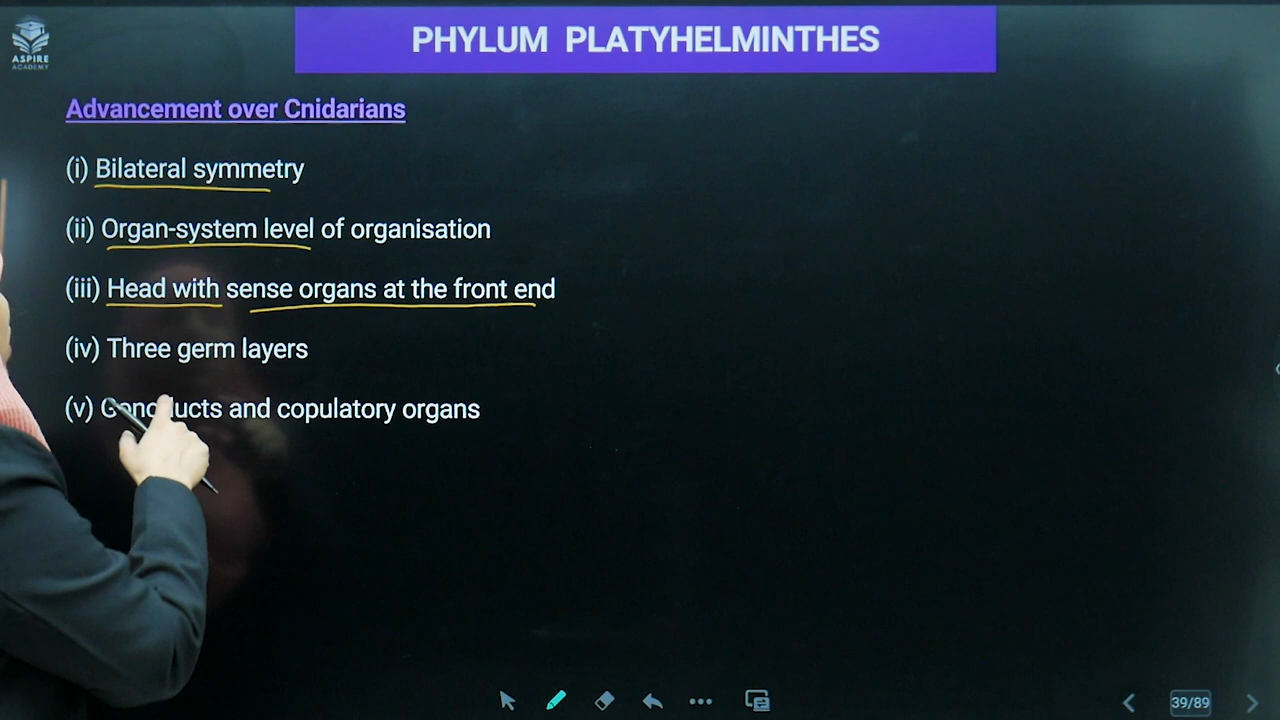 ASPIRE
ACADEMY
PHYLUM PLATYHELMINTHES
Advancement over Cnidarians
(i) Bilateral symmetry
(ii) Organ-system level of organisation
(iii) Head with sense organs at the front end
(iv) Three germ layers
(v) and copulatory organs
39/89